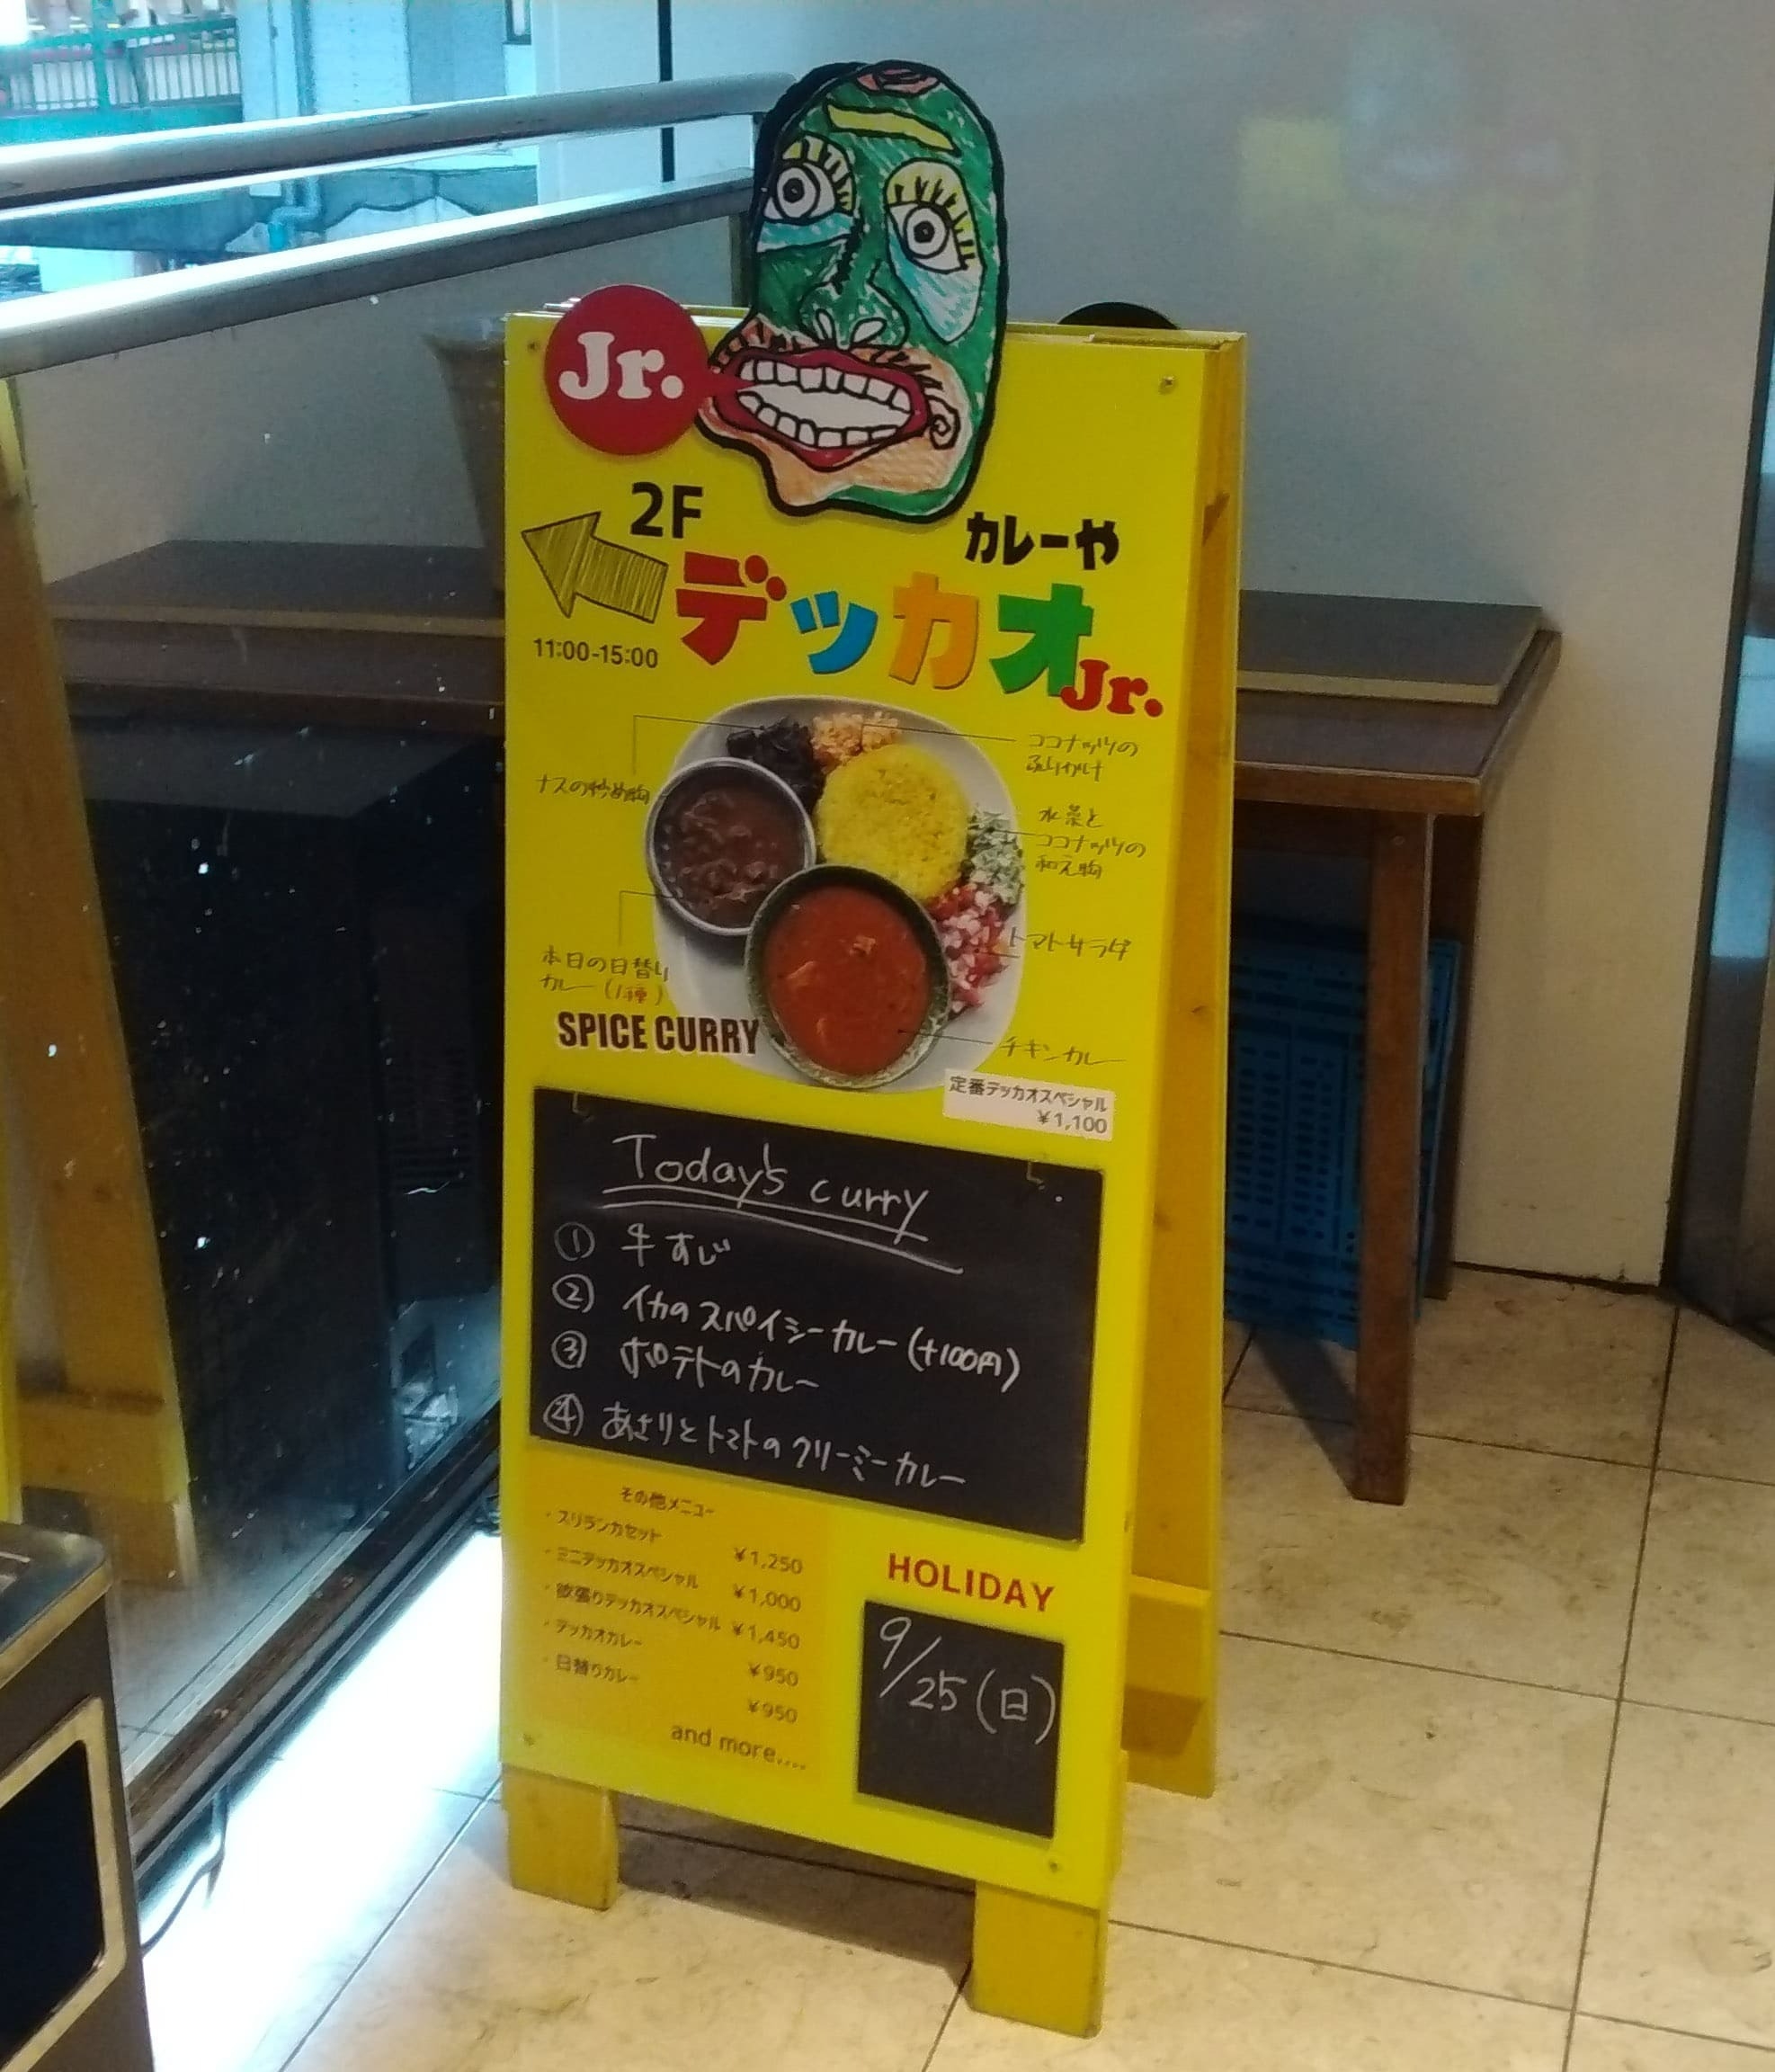 Jr.
2F
カレーや
デッカオJr.
11:00-15:00
ココナッツの
ふりかけ
ナスの炒め物
水菜と
ココナッツの
和え物
トマトサラダ
本日の日替り
カレー(1種)
SPICE CURRY
チキンカレー
定番デッカオスペシャル
¥1,100
Today's curry
① 牛すじ
② イカのスパイシーカレー(+100円)
③ ポテトのカレー
④ あさりとトマトのクリーミーカレー
その他メニュー
・スリランカセット ¥1,250
・ミニデッカオスペシャル ¥1,000
・欲張りデッカオスペシャル ¥1,450
・デッカオカレー ¥950
・日替りカレー ¥950
and more....
HOLIDAY
9/25(日)